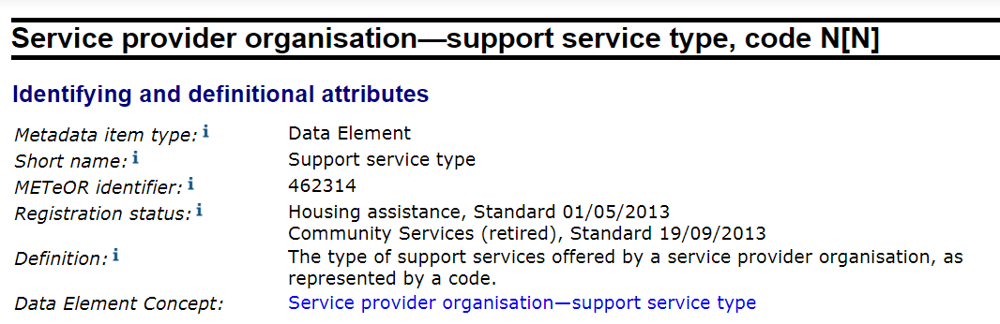 Service provider organisation—support service type, code N[N]
Identifying and definitional attributes
Metadata item type: i Data Element
Short name: i Support service type
METeOR identifier: i 462314
Registration status: i Housing assistance, Standard 01/05/2013
Community Services (retired), Standard 19/09/2013
Definition: i The type of support services offered by a service provider organisation, as
represented by a code.
Data Element Concept: Service provider organisation—support service type